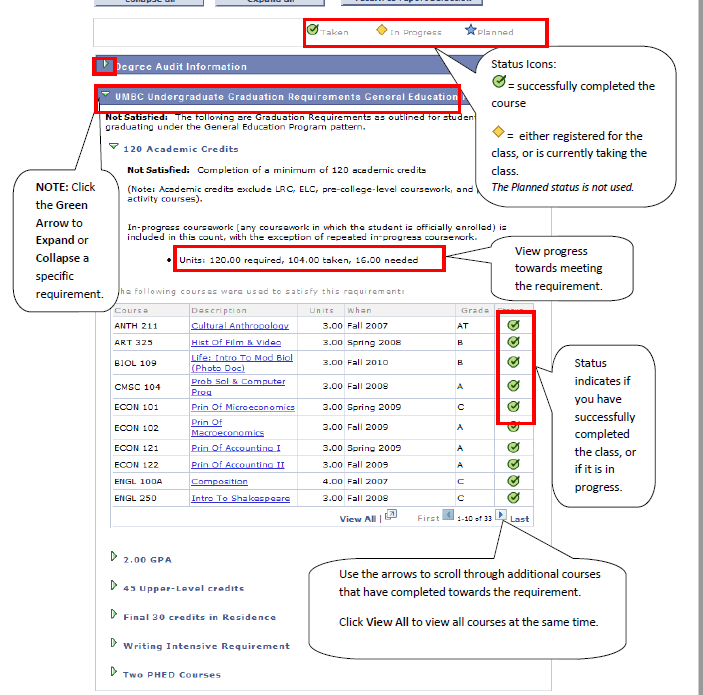 Collapse all Expand all
Taken In Progress Planned
Degree Audit Information
UMBC Undergraduate Graduation Requirements General Education
Not Satisfied: The following are Graduation Requirements as outlined for student
graduating under the General Education Program pattern.
120 Academic Credits
Not Satisfied: Completion of a minimum of 120 academic credits
(Note: Academic credits exclude LRC, ELC, pre-college-level coursework, and
activity courses).
In-progress coursework (any coursework in which the student is officially enrolled) is
included in this count, with the exception of repeated in-progress coursework.
• Units: 120.00 required, 104.00 taken, 16.00 needed
The following courses were used to satisfy this requirement:
Course Description Units When Grade Status
ANTH 211 Cultural Anthropology 3.00 Fall 2007 AT
ART 325 Hist Of Film & Video 3.00 Spring 2008 B
BIOL 109 Life: Intro To Mod Biol
(Photo Doc) 3.00 Fall 2010 B
CMSC 104 Prob Sol & Computer
Prog 3.00 Fall 2008 A
ECON 101 Prin Of Microeconomics 3.00 Spring 2009 C
ECON 102 Prin Of
Macroeconomics 3.00 Fall 2009 A
ECON 121 Prin Of Accounting I 3.00 Spring 2009 A
ECON 122 Prin Of Accounting II 3.00 Fall 2009 A
ENGL 100A Composition 4.00 Fall 2007 C
ENGL 250 Intro To Shakespeare 3.00 Fall 2008 C
View All | First 1-10 of 33 Last
2.00 GPA
45 Upper-Level credits
Final 30 credits in Residence
Writing Intensive Requirement
Two PHED Courses
Status Icons:
= successfully completed the
course
= either registered for the
class, or is currently taking the
class.
The Planned status is not used.
NOTE: Click
the Green
Arrow to
Expand or
Collapse a
specific
requirement.
View progress
towards meeting
the requirement.
Status
indicates if
you have
successfully
completed
the class, or
if it is in
progress.
Use the arrows to scroll through additional courses
that have completed towards the requirement.
Click View All to view all courses at the same time.